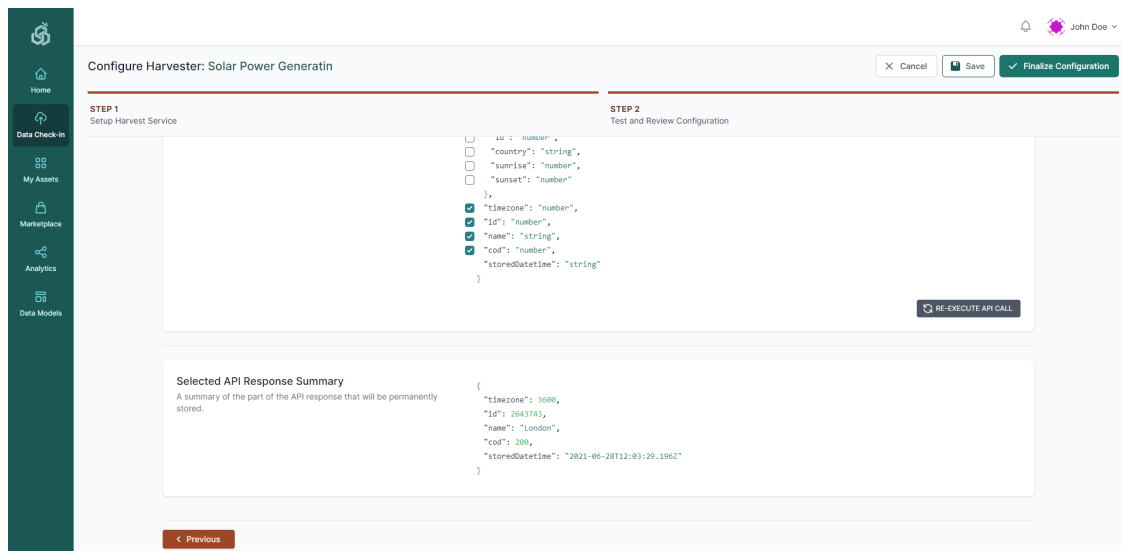 John Doe
Configure Harvester: Solar Power Generatin
Cancel
Save
Finalize Configuration
Home
Data Check-in
My Assets
Marketplace
Analytics
Data Models
STEP 1
Setup Harvest Service
STEP 2
Test and Review Configuration
"id": "number",
"country": "string",
"sunrise": "number",
"sunset": "number"
},
"timezone": "number",
"id": "number",
"name": "string",
"cod": "number",
"storedDatetime": "string"
}
RE-EXECUTE API CALL
Selected API Response Summary
A summary of the part of the API response that will be permanently
stored.
{
"timezone": 3600,
"id": 2643743,
"name": "London",
"cod": 200,
"storedDatetime": "2021-06-28T12:03:29.196Z"
}
Previous